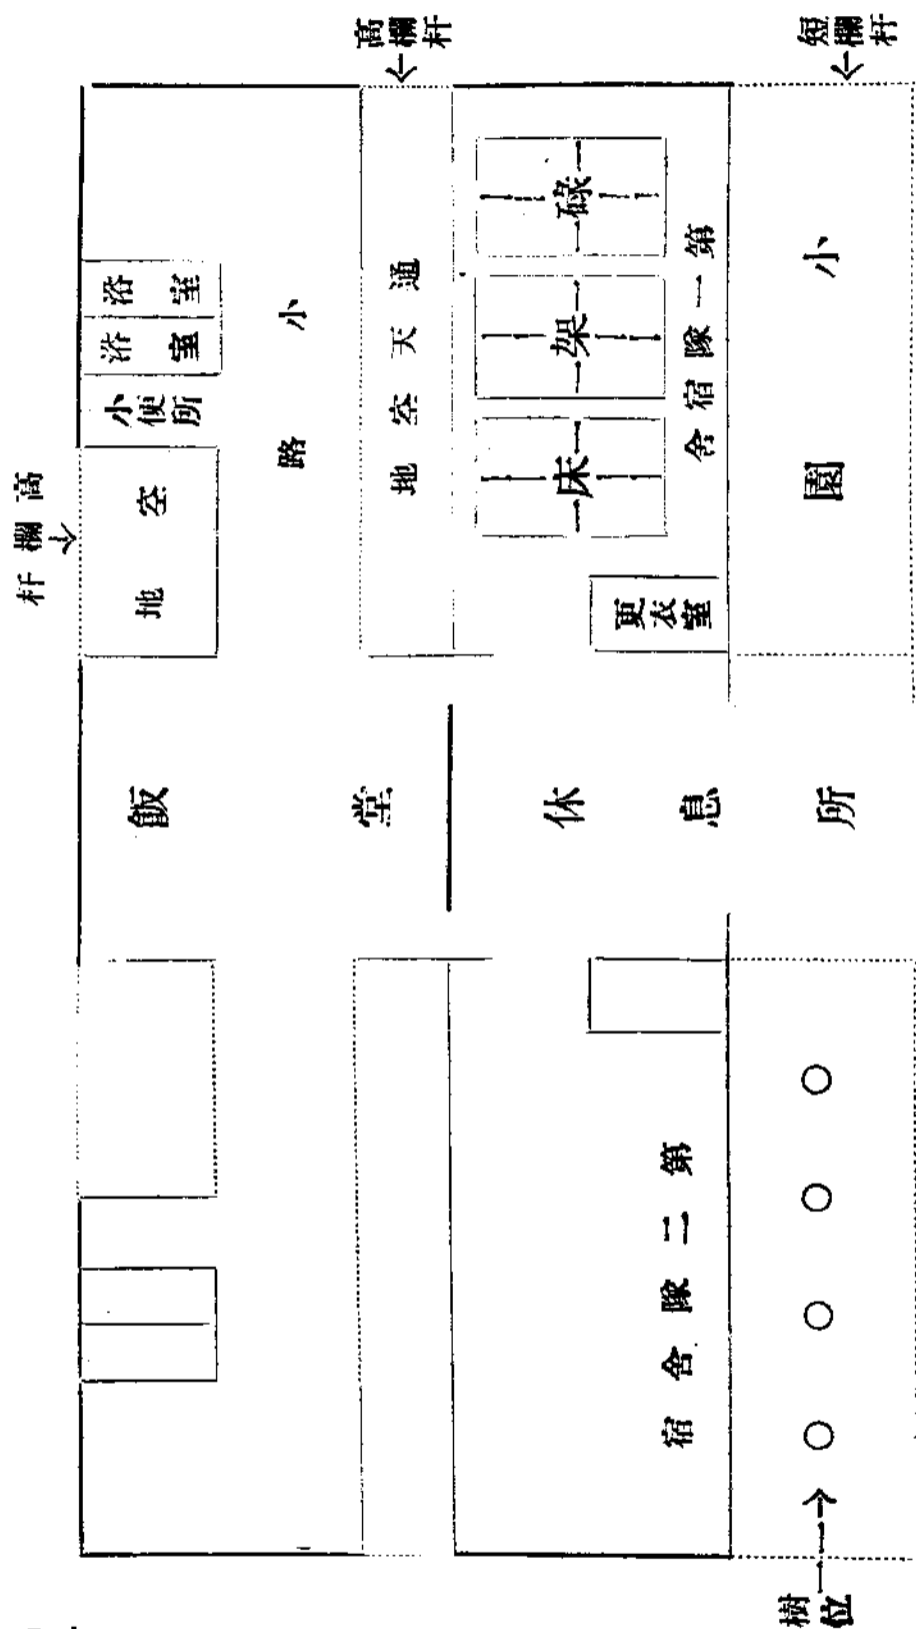 高欄杆
短欄杆
高欄杆
浴室
浴室
小便所
空地
小路
通天空地
碌架床
第一隊宿舍
更衣室
小園
飯堂
休息所
第二隊舍宿
樹位